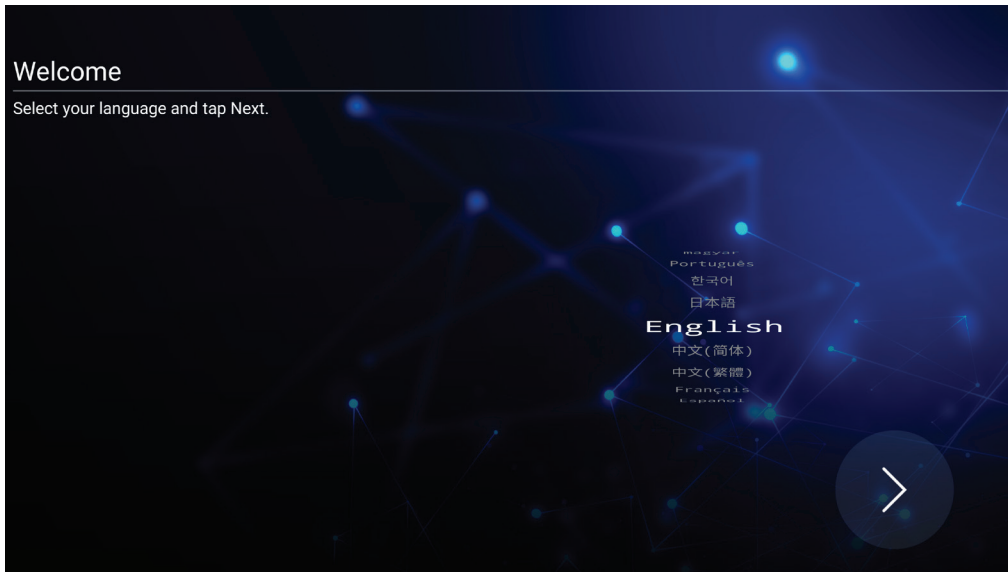 Welcome
Select your language and tap Next.
magyar
Português
한국어
日本語
English
中文(简体)
中文(繁體)
Français
Español